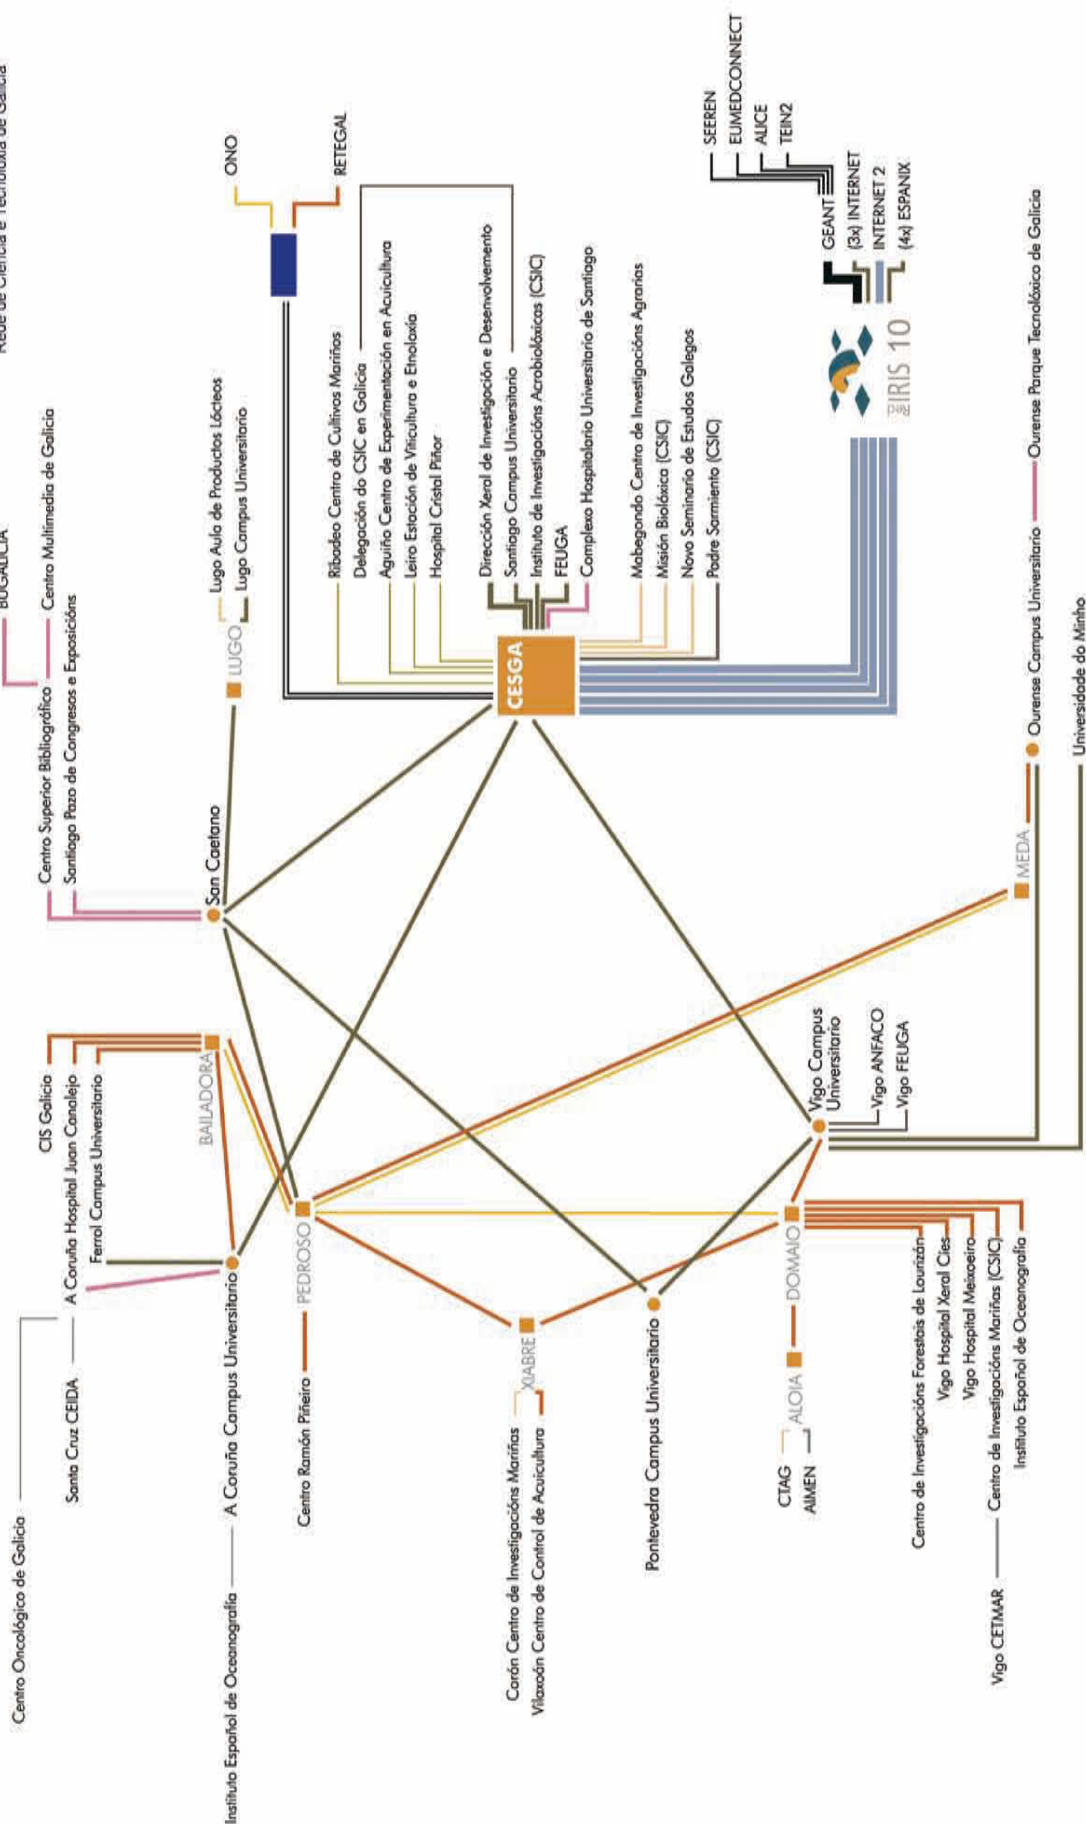 Rede de Ciencia e Tecnoloxía de Galicia
BUGALICIA
Centro Oncológico de Galicia
Santa Cruz CEIDA
A Coruña Hospital Juan Canalejo
CIS Galicia
Ferrol Campus Universitario
Centro Superior Bibliográfico
Centro Multimedia de Galicia
Santiago Pazo de Congresos e Exposicións
Instituto Español de Oceanografía
A Coruña Campus Universitario
BAILADORA
San Caetano
LUGO
Lugo Aula de Productos Lácteos
Lugo Campus Universitario
ONO
RETEGAL
Centro Ramón Piñeiro
PEDROSO
Ribadeo Centro de Cultivos Mariños
Delegación do CSIC en Galicia
Aguiño Centro de Experimentación en Acuicultura
Leiro Estación de Viticultura e Enoloxía
Hospital Cristal Piñor
Corón Centro de Investigacións Mariñas
Vilaxoán Centro de Control de Acuicultura
XIABRE
CESGA
Dirección Xeral de Investigación e Desenvolvemento
Santiago Campus Universitario
Instituto de Investigacións Acrobiolóxicas (CSIC)
FEUGA
Complexo Hospitalario Universitario de Santiago
Mabegondo Centro de Investigacións Agrarias
Misión Biolóxica (CSIC)
Novo Seminario de Estudos Galegos
Padre Sarmiento (CSIC)
Pontevedra Campus Universitario
SEEREN
EUMEDCONNECT
ALICE
TEIN2
GEANT
(3x) INTERNET
INTERNET 2
(4x) ESPANIX
RED IRIS 10
CTAG
AIMEN
ALOIA
DOMAIO
Vigo Campus
Universitario
Vigo ANFACO
Vigo FEUGA
Centro de Investigacións Forestais de Lourizán
Vigo Hospital Xeral Cies
Vigo Hospital Meixoeiro
Vigo CETMAR
Centro de Investigacións Mariñas (CSIC)
Instituto Español de Oceanografía
MEDA
Ourense Campus Universitario
Ourense Parque Tecnolóxico de Galicia
Universidade do Minho